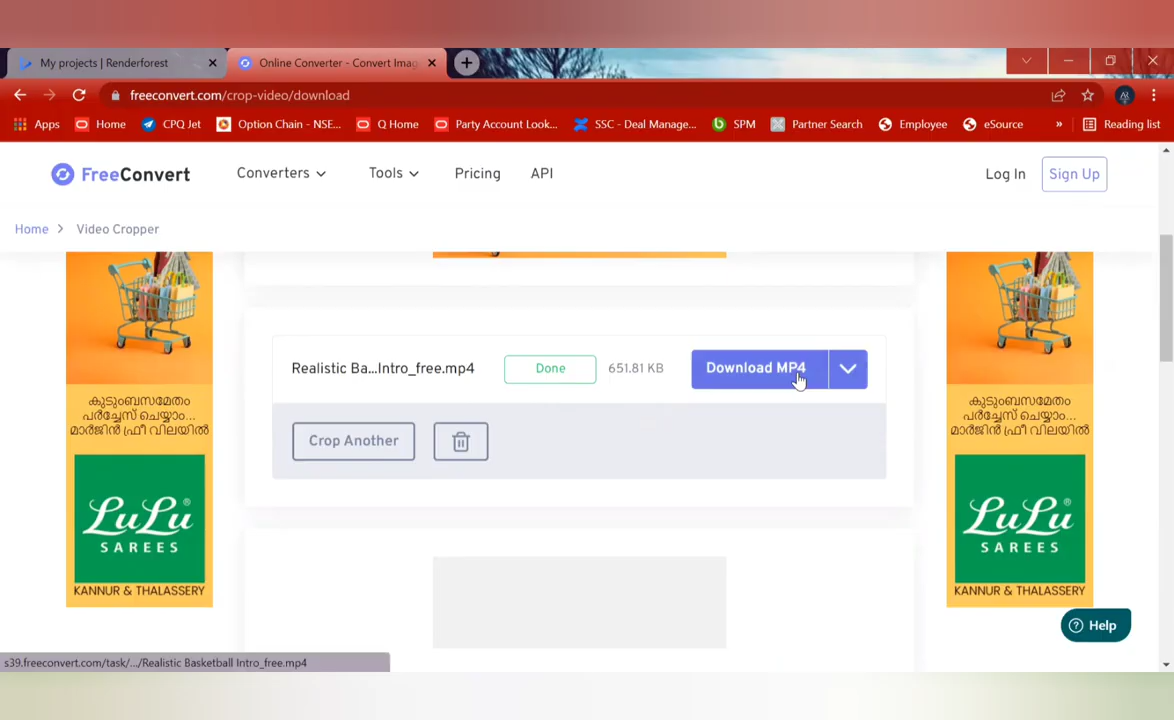 My projects | Renderforest
Online Converter - Convert Imag
freeconvert.com/crop-video/download
Apps
Home
CPQ Jet
Option Chain - NSE...
Q Home
Party Account Look...
SSC - Deal Manage...
SPM
Partner Search
Employee
eSource
»
Reading list
FreeConvert
Converters
Tools
Pricing
API
Log In
Sign Up
Home > Video Cropper
Realistic Ba...Intro_free.mp4
Done
651.81 KB
Download MP4
Crop Another
കുടുംബസമേതം
പർച്ചേസ് ചെയ്യാം...
മാർജിൻ ഫ്രീ വിലയിൽ
LuLu®
SAREES
KANNUR & THALASSERY
കുടുംബസമേതം
പർച്ചേസ് ചെയ്യാം...
മാർജിൻ ഫ്രീ വിലയിൽ
LuLu®
SAREES
KANNUR & THALASSERY
Help
s39.freeconvert.com/task/.../Realistic Basketball Intro_free.mp4